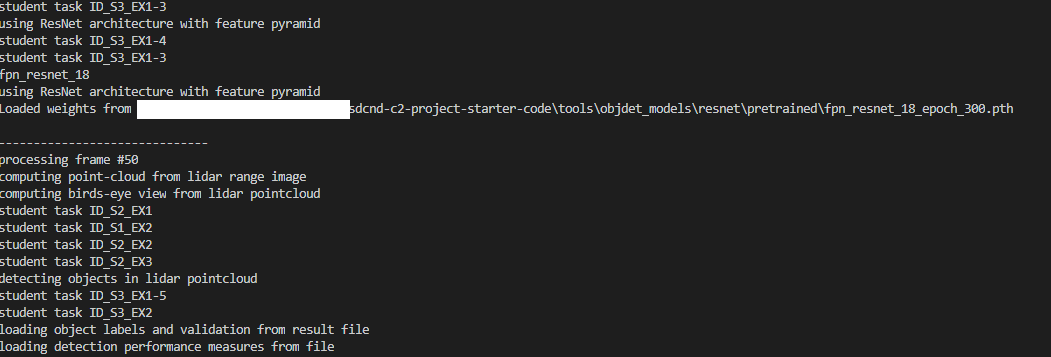 student task ID_S3_EX1-3
using ResNet architecture with feature pyramid
student task ID_S3_EX1-4
student task ID_S3_EX1-3
fpn_resnet_18
using ResNet architecture with feature pyramid
Loaded weights from sdcnd-c2-project-starter-code\tools\objdet_models\resnet\pretrained\fpn_resnet_18_epoch_300.pth
------------------------------
processing frame #50
computing point-cloud from lidar range image
computing birds-eye view from lidar pointcloud
student task ID_S2_EX1
student task ID_S1_EX2
student task ID_S2_EX2
student task ID_S2_EX3
detecting objects in lidar pointcloud
student task ID_S3_EX1-5
student task ID_S3_EX2
loading object labels and validation from result file
loading detection performance measures from file